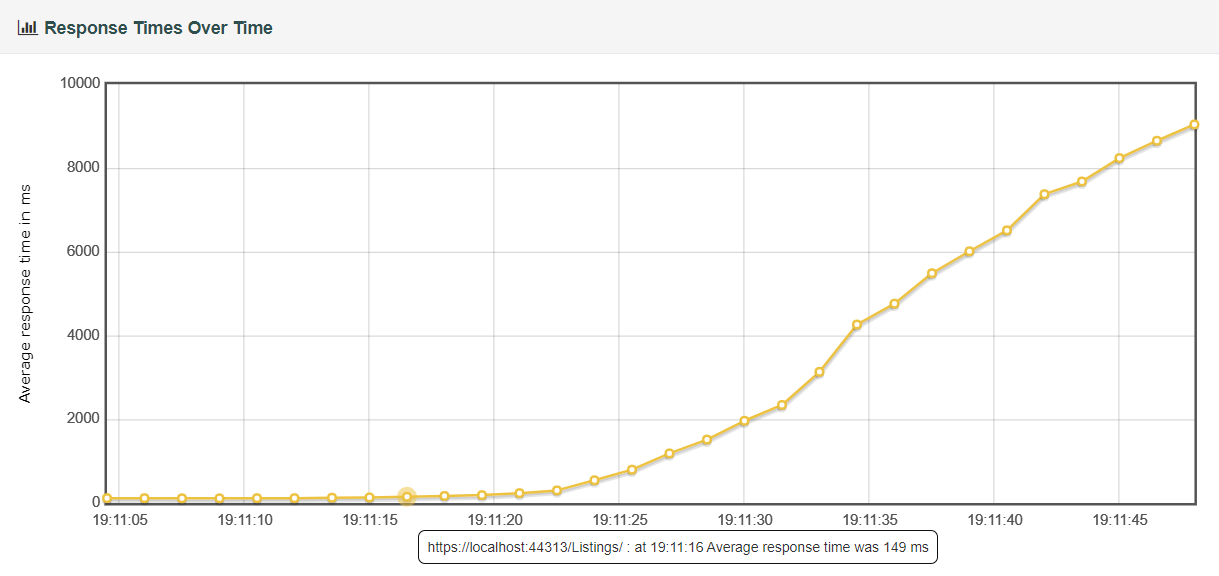 Response Times Over Time
Average response time in ms
10000
8000
6000
4000
2000
0
19:11:05 19:11:10 19:11:15 19:11:20 19:11:25 19:11:30 19:11:35 19:11:40 19:11:45
https://localhost:44313/Listings/ : at 19:11:16 Average response time was 149 ms